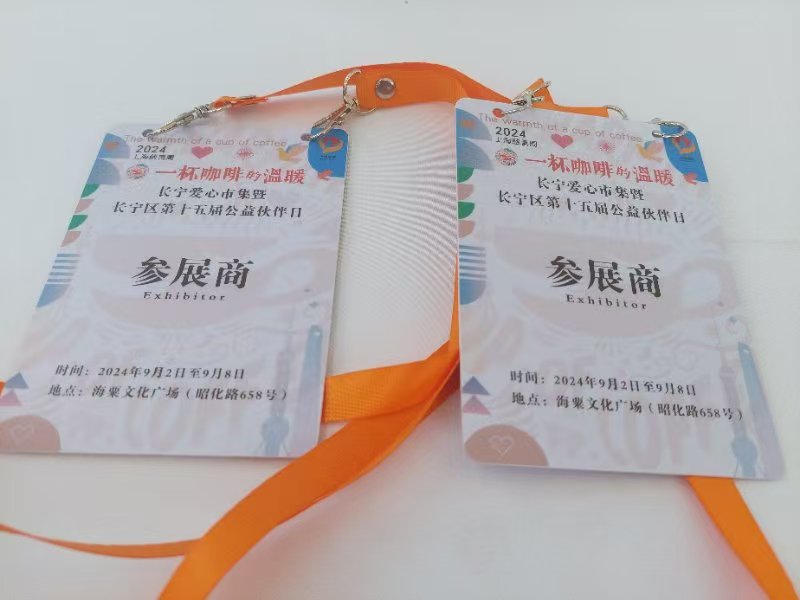 The warmth of a cup of coffee
2024
上海慈善周
一杯咖啡的溫暖
长宁爱心市集暨
长宁区第十五届公益伙伴日
参展商
Exhibitor
时间：2024年9月2日至9月8日
地点：海粟文化广场（昭化路658号）
The warmth of a cup of coffee
2024
上海慈善周
一杯咖啡的溫暖
长宁爱心市集暨
长宁区第十五届公益伙伴日
参展商
Exhibitor
时间：2024年9月2日至9月8日
地点：海粟文化广场（昭化路658号）